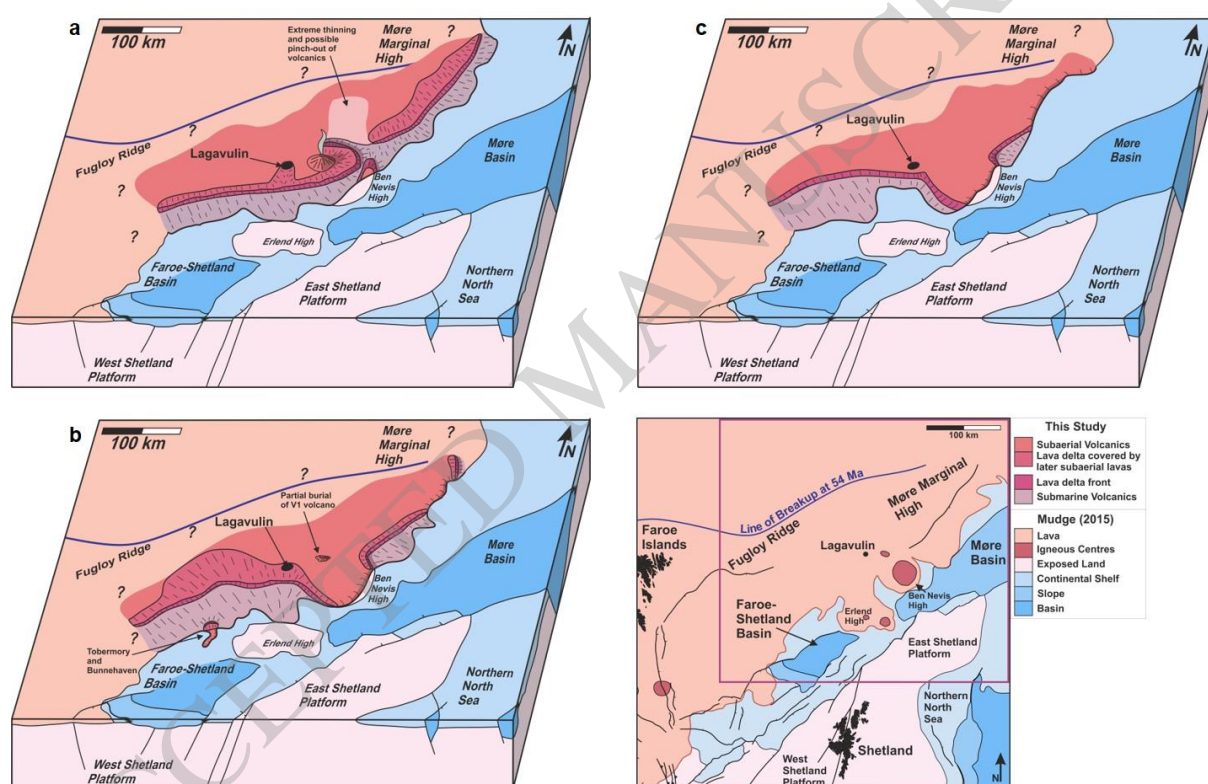 a
100 km
Extreme thinning
and possible
pinch-out of
volcanics
Møre
Marginal
High
?
N
?
?
Fugloy Ridge
Lagavulin
?
?
Ben
Nevis
High
Møre
Basin
Erlend High
Faroe-Shetland
Basin
East Shetland
Platform
Northern
North
Sea
West Shetland
Platform
c
100 km
Møre
Marginal
High
?
N
?
?
Fugloy Ridge
Lagavulin
?
?
Ben
Nevis
High
Møre
Basin
Erlend High
Faroe-Shetland
Basin
East Shetland
Platform
Northern
North
Sea
West Shetland
Platform
b
100 km
Møre
Marginal
High
?
N
?
Partial burial
of V1 volcano
?
Fugloy Ridge
Lagavulin
?
?
Tobermory
and
Bunnehaven
Ben
Nevis
High
Møre
Basin
Erlend High
Faroe-Shetland
Basin
East Shetland
Platform
Northern
North
Sea
West Shetland
Platform
100 km
Line of Breakup at 54 Ma
Møre Marginal
High
Faroe
Islands
Fugloy Ridge
Lagavulin
Møre
Basin
Ben Nevis
High
Erlend
High
Faroe-
Shetland
Basin
East Shetland
Platform
Northern
North
Sea
Shetland
West
Shetland
Platform
N
This Study
Subaerial Volcanics
Lava delta covered by
later subaerial lavas
Lava delta front
Submarine Volcanics
Mudge (2015)
Lava
Igneous Centres
Exposed Land
Continental Shelf
Slope
Basin
CEPTED MANUSCR